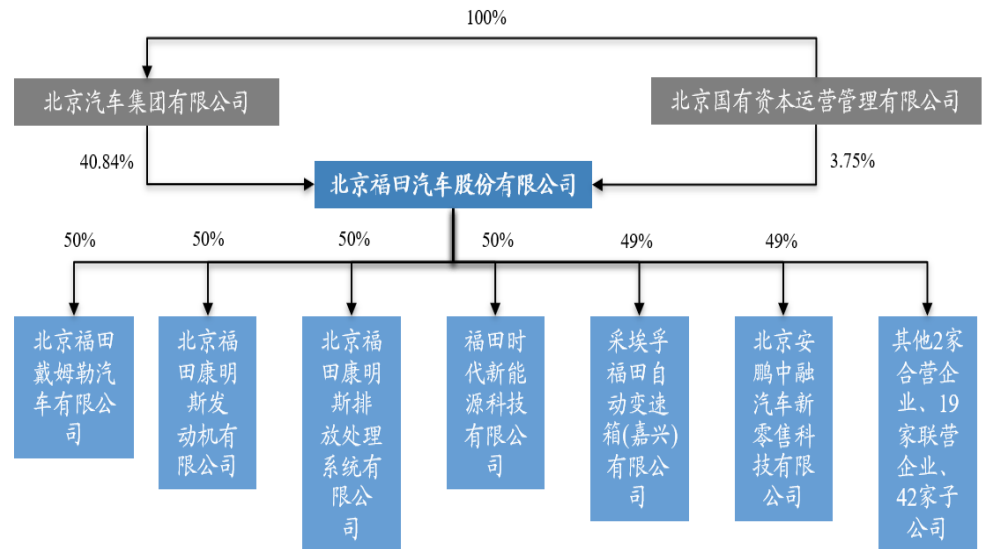 100%
北京汽车集团有限公司
北京国有资本运营管理有限公司
40.84%
3.75%
北京福田汽车股份有限公司
50%
50%
50%
50%
49%
49%
北京福田
戴姆勒汽
车有限公
司
北京福
田康明
斯发
动机有
限公司
北京福
田康明
斯排
放处理
系统有
限公
司
福田时
代新能
源科技
有限公
司
采埃孚
福田自
动变速
箱(嘉兴)
有限公
司
北京安
鹏中融
汽车新
零售科
技有限
公司
其他2家
合营企
业、19
家联营
企业、
42家子
公司